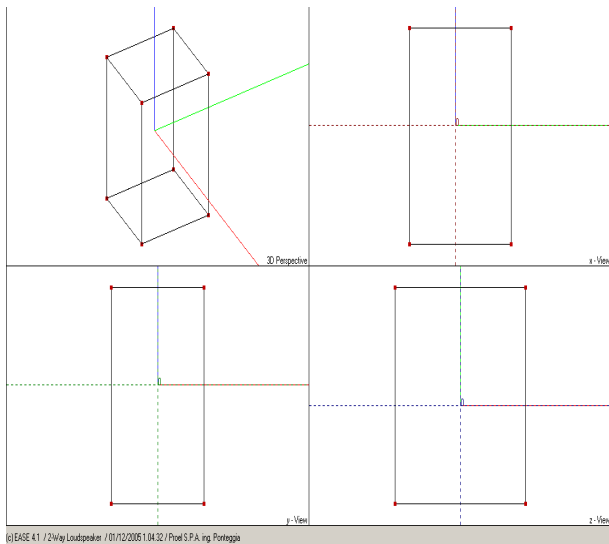 3D Perspective
0
x - View
0
y - View
0
z - View
(c) EASE 4.1 / 2-Way Loudspeaker / 01/12/2005 1.04.32 / Proel S.P.A. ing. Ponteggia